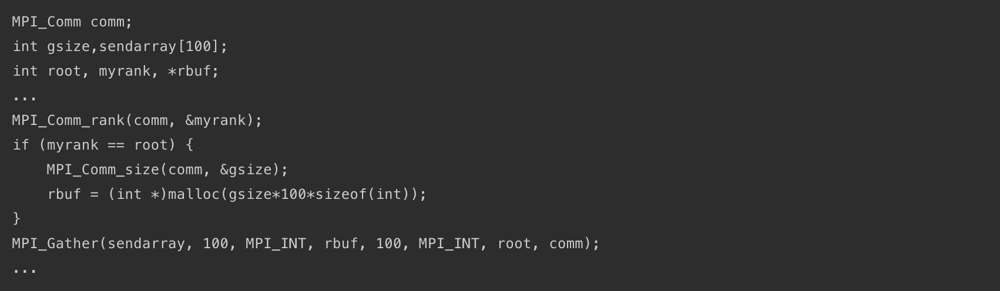 MPI_Comm comm;
int gsize,sendarray[100];
int root, myrank, *rbuf;
...
MPI_Comm_rank(comm, &myrank);
if (myrank == root) {
    MPI_Comm_size(comm, &gsize);
    rbuf = (int *)malloc(gsize*100*sizeof(int));
}
MPI_Gather(sendarray, 100, MPI_INT, rbuf, 100, MPI_INT, root, comm);
...